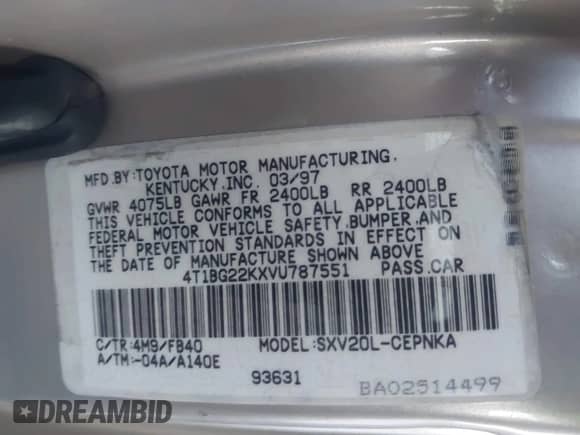 MFD.BY:TOYOTA MOTOR MANUFACTURING,
KENTUCKY,INC. 03/97
GVWR 4075LB GAWR FR 2400LB RR 2400LB
THIS VEHICLE CONFORMS TO ALL APPLICABLE
FEDERAL MOTOR VEHICLE SAFETY,BUMPER,AND
THEFT PREVENTION STANDARDS IN EFFECT ON
THE DATE OF MANUFACTURE SHOWN ABOVE
4T1BG22KXVU787551 PASS.CAR
C/TR:4M9/FB40 MODEL:SXV20L-CEPNKA
A/TM:-04A/A140E
93631
BA02514499
DREAMBID